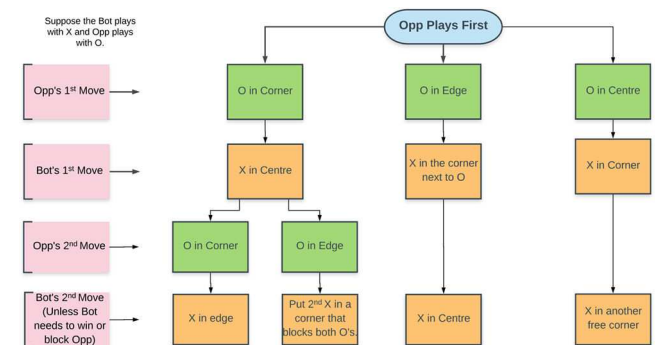 Suppose the Bot plays
with X and Opp plays
with O.
Opp Plays First
Opp's 1st Move
O in Corner
O in Edge
O in Centre
Bot's 1st Move
X in Centre
X in the corner
next to O
X in Corner
Opp's 2nd Move
O in Corner
O in Edge
Bot's 2nd Move
(Unless Bot
needs to win or
block Opp)
X in edge
Put 2nd X in a
corner that
blocks both O's.
X in Centre
X in another
free corner